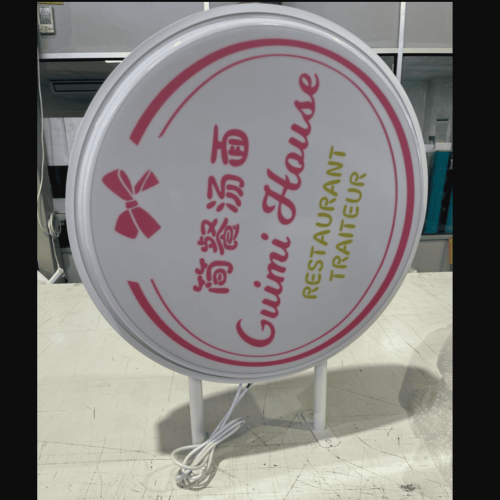 简餐汤面
Guimi House
RESTAURANT
TRAITEUR